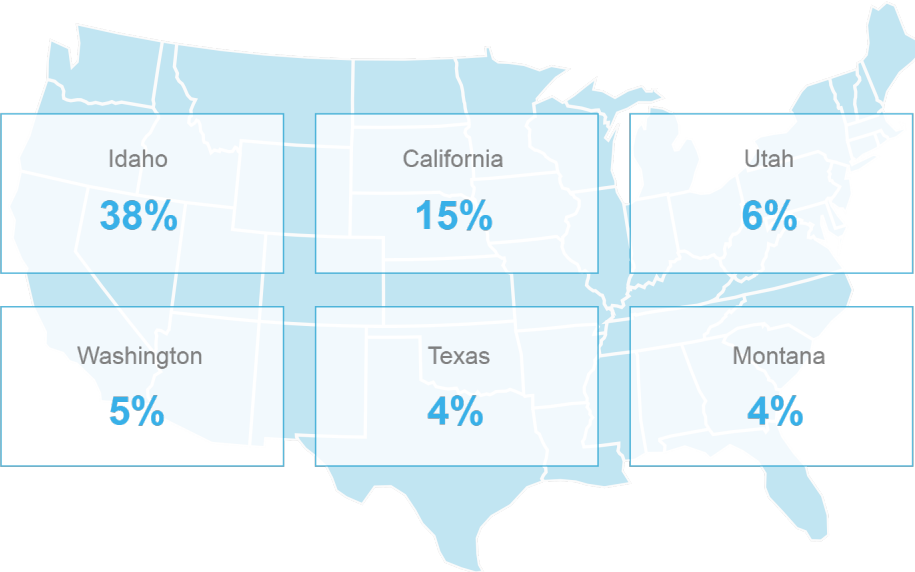 Idaho
38%
California
15%
Utah
6%
Washington
5%
Texas
4%
Montana
4%